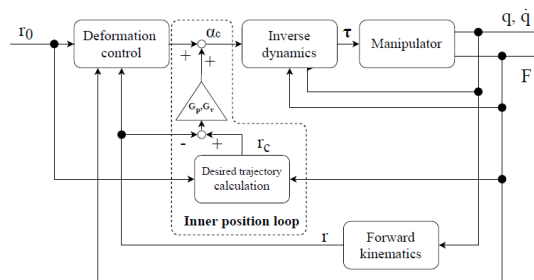 r0
Deformation
control
+
+
αc
Inverse
dynamics
τ
Manipulator
q, q̇
F
Gp,Gv
-
+
rc
Desired trajectory
calculation
Inner position loop
r
Forward
kinematics